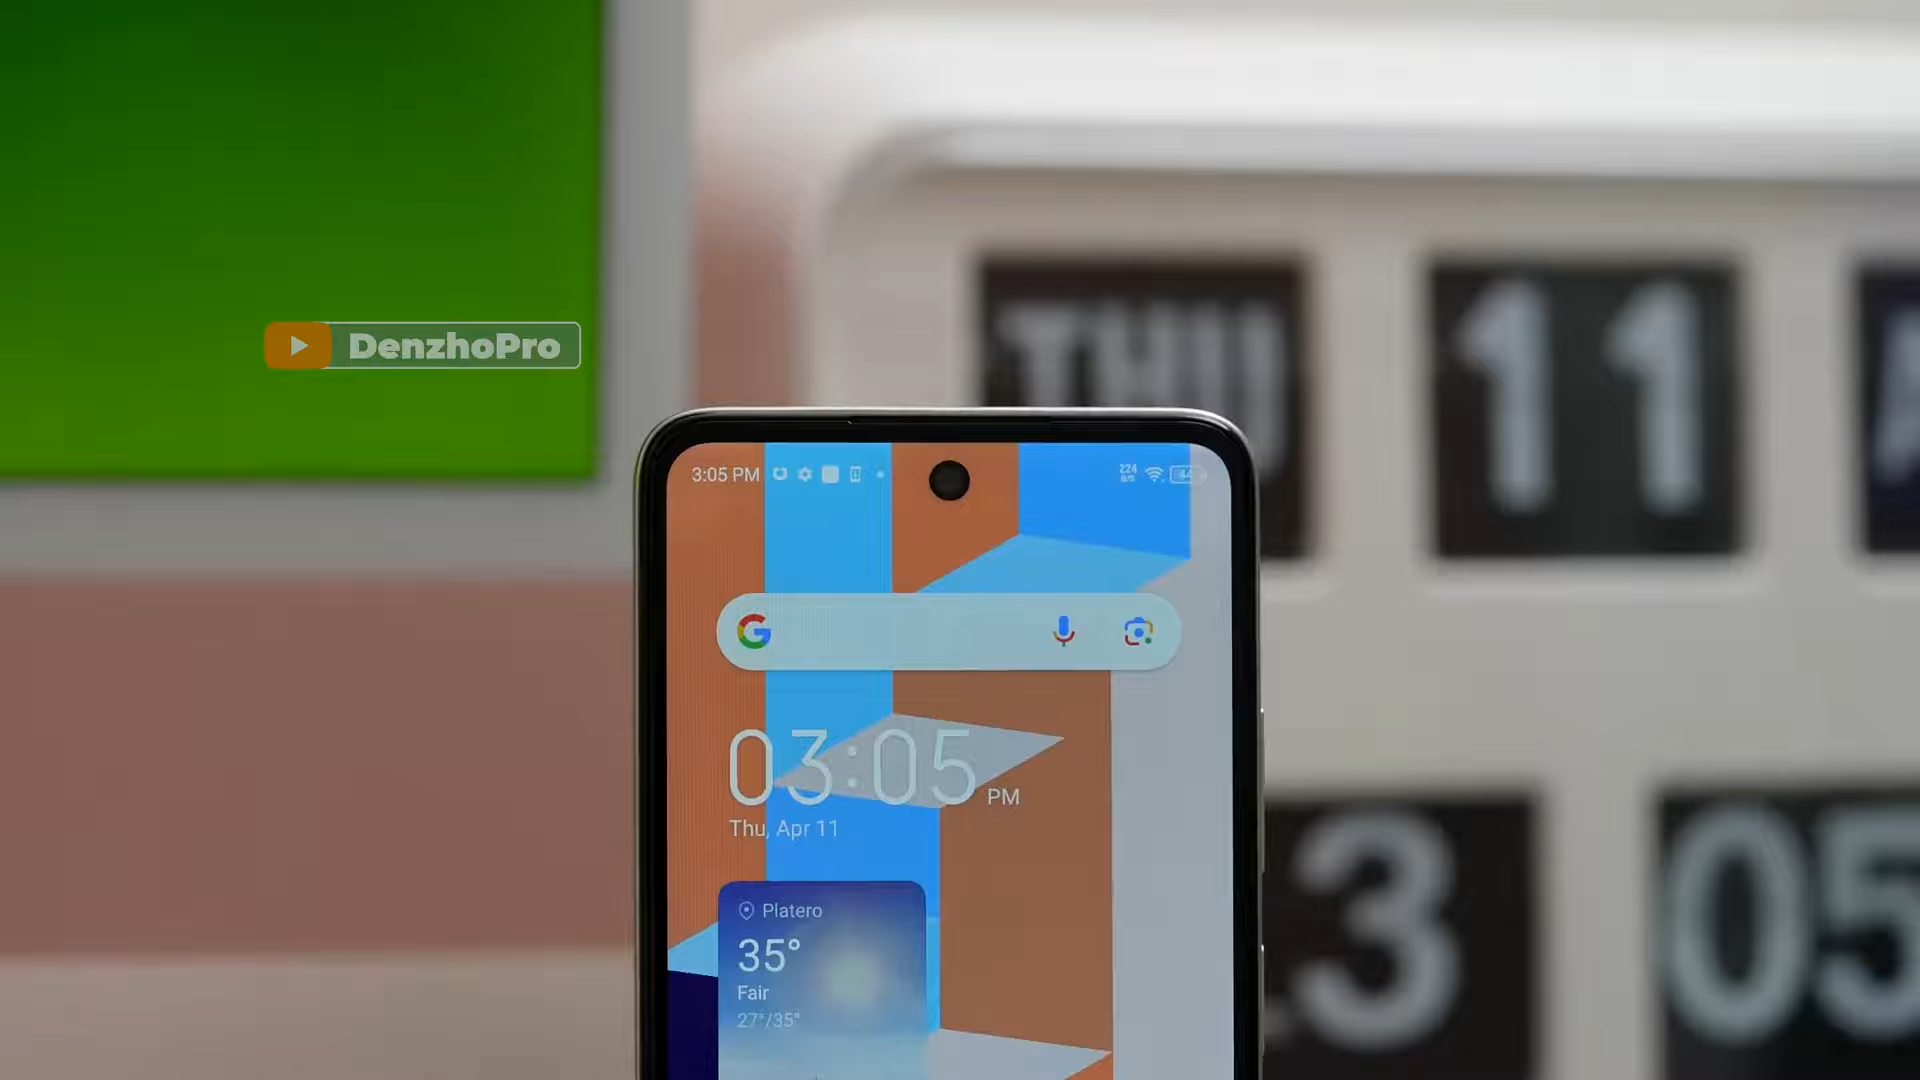 DenzhoPro
THU 11
3:05 PM
224
B/S
03:05 PM
Thu, Apr 11
Platero
35°
Fair
27°/35°
3 05